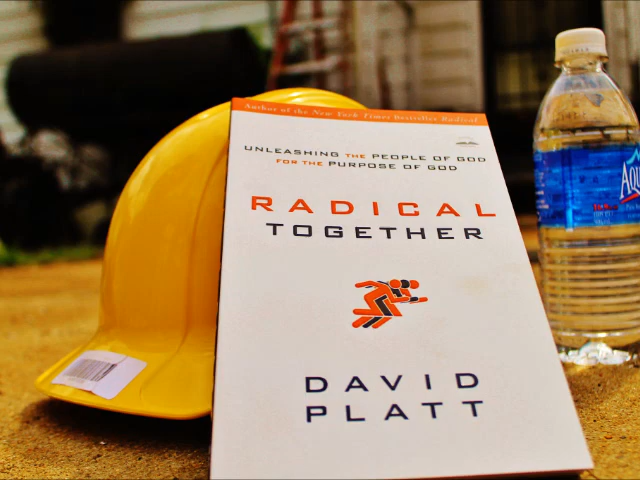 Author of the New York Times bestseller Radical
UNLEASHING THE PEOPLE OF GOD
FOR THE PURPOSE OF GOD
RADICAL
TOGETHER
DAVID
PLATT
AQU